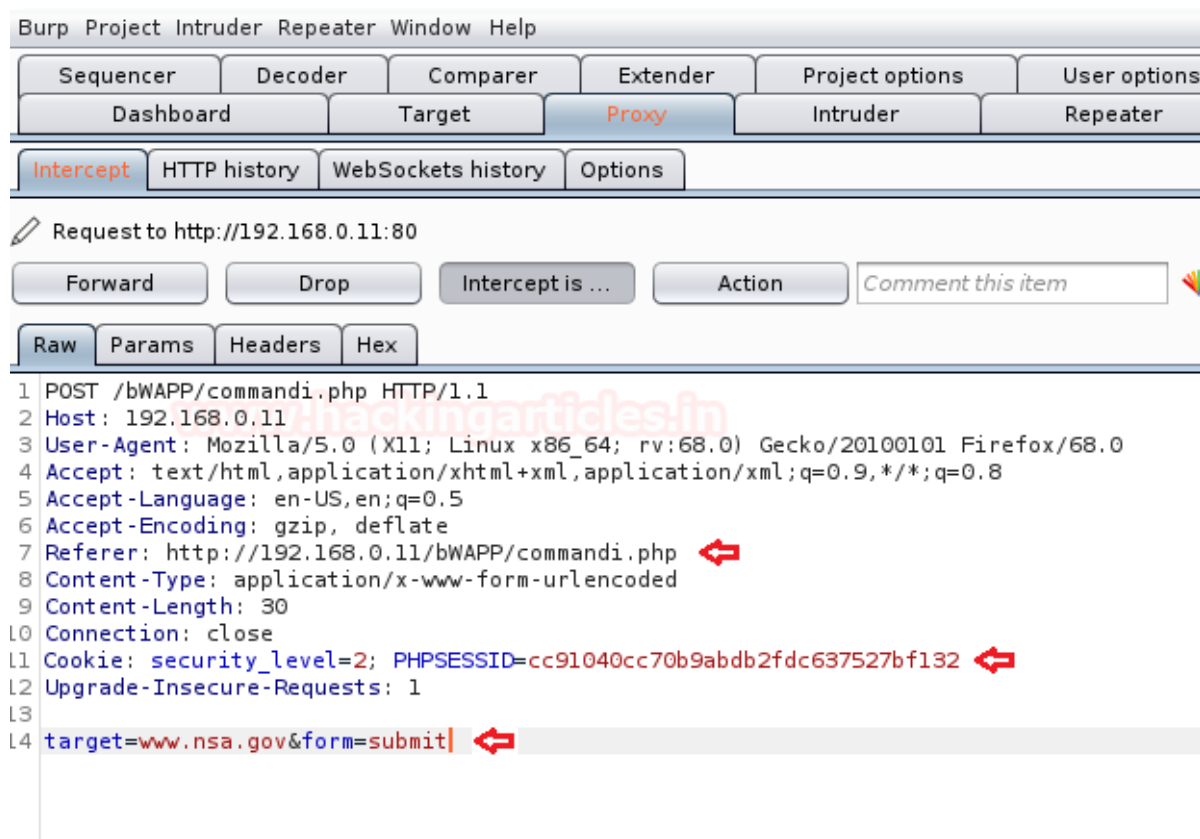 Burp Project Intruder Repeater Window Help
Sequencer Decoder Comparer Extender Project options User options
Dashboard Target Proxy Intruder Repeater
Intercept HTTP history WebSockets history Options
Request to http://192.168.0.11:80
Forward Drop Intercept is ... Action Comment this item
Raw Params Headers Hex
1 POST /bWAPP/commandi.php HTTP/1.1
www.hackingarticles.in
2 Host: 192.168.0.11
3 User-Agent: Mozilla/5.0 (X11; Linux x86_64; rv:68.0) Gecko/20100101 Firefox/68.0
4 Accept: text/html,application/xhtml+xml,application/xml;q=0.9,*/*;q=0.8
5 Accept-Language: en-US,en;q=0.5
6 Accept-Encoding: gzip, deflate
7 Referer: http://192.168.0.11/bWAPP/commandi.php
8 Content-Type: application/x-www-form-urlencoded
9 Content-Length: 30
10 Connection: close
11 Cookie: security_level=2; PHPSESSID=cc91040cc70b9abdb2fdc637527bf132
12 Upgrade-Insecure-Requests: 1
13
14 target=www.nsa.gov&form=submit